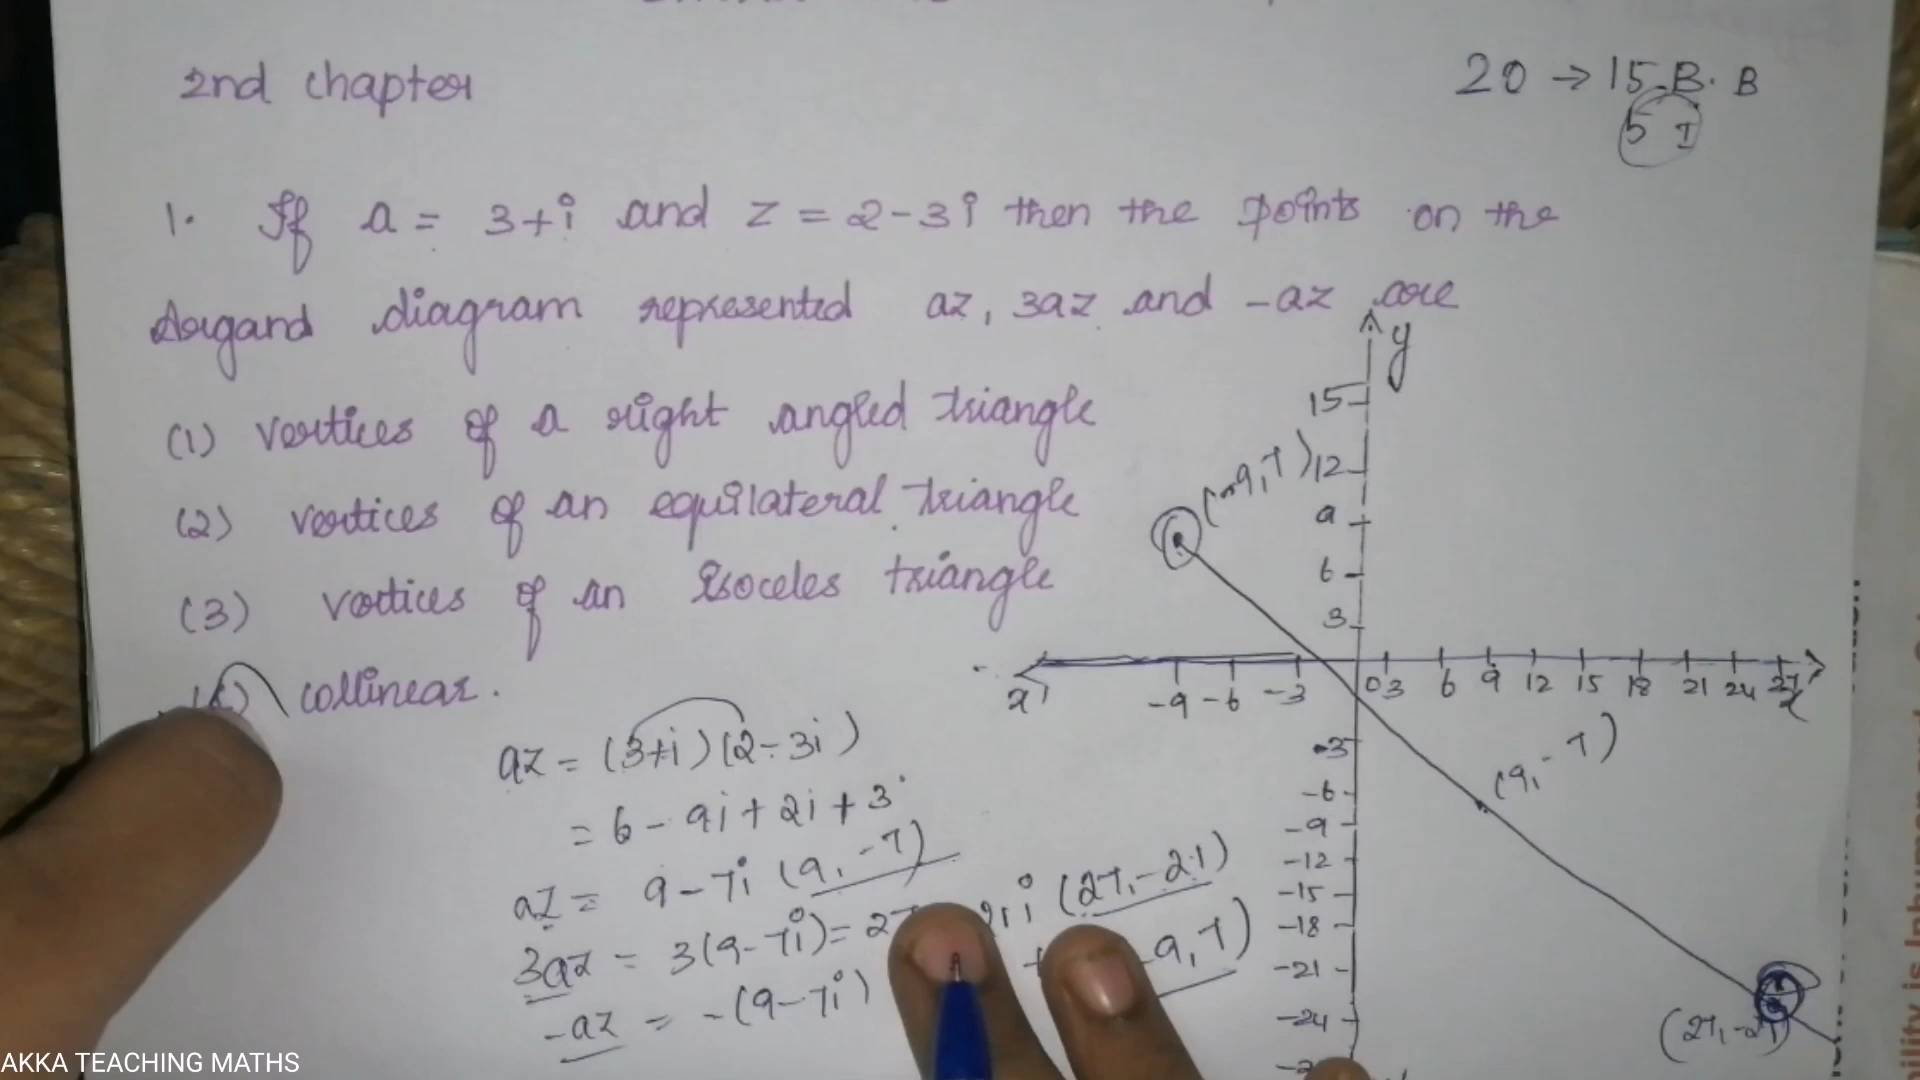 2nd chapter
20 → 15 B. B
5 I
1. If a = 3+i and z = 2-3i then the points on the
Argand diagram represented az, 3az and -az are
(1) vertices of a right angled triangle
(2) vertices of an equilateral triangle
(3) vertices of an isoceles triangle
collinear.
az = (3+i)(2-3i)
= 6 - 9i + 2i + 3
az = 9-7i (9, -7)
3az = 3(9-7i) = 27 21i (27, -21)
-az = -(9-7i) + -9, 7)
y
15
12
9
6
3
(-9, 7)
x'
-9 -6 -3 0 3 6 9 12 15 18 21 24 27
x
-3
-6
-9
-12
-15
-18
-21
-24
(9, -7)
(27, -21)
AKKA TEACHING MATHS